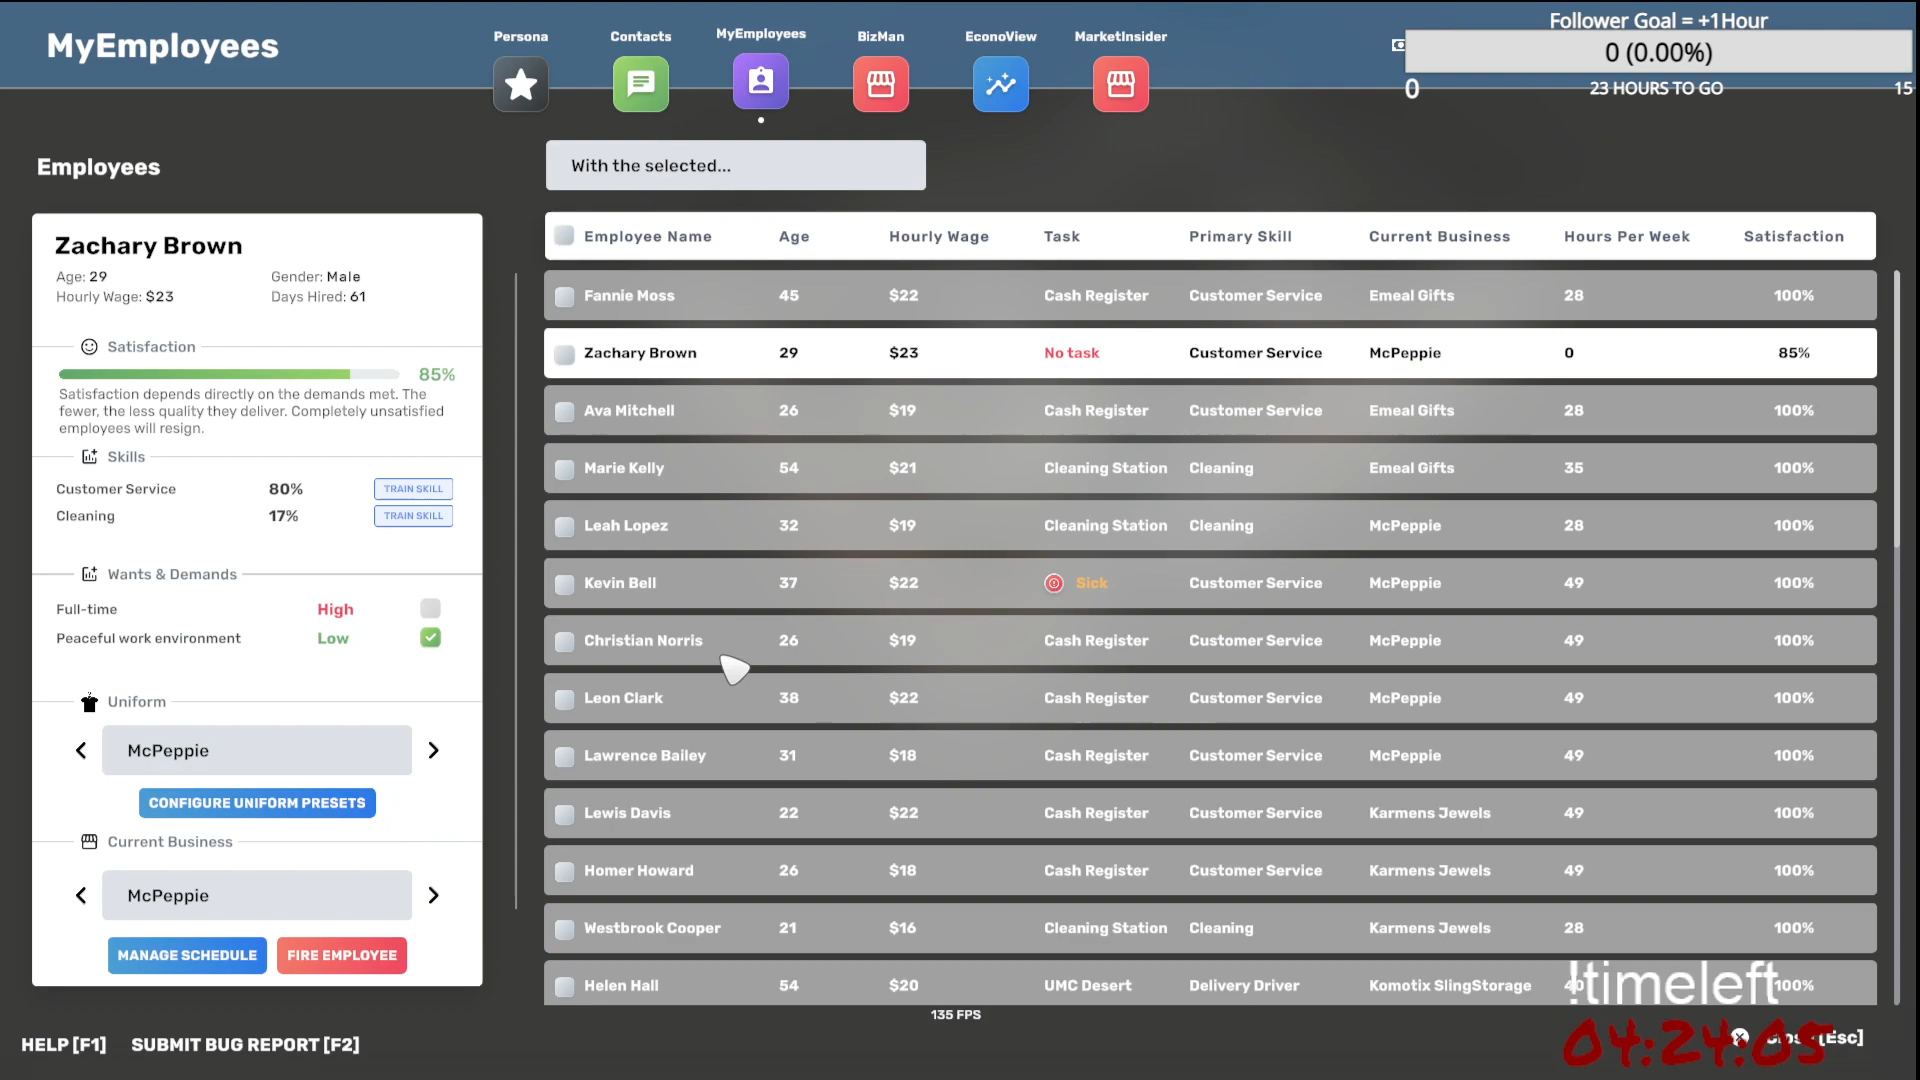 MyEmployees
Persona
Contacts
MyEmployees
BizMan
EconoView
MarketInsider
Follower Goal = +1Hour
0 (0.00%)
0
23 HOURS TO GO
15
Employees
With the selected...
Zachary Brown
Age: 29
Gender: Male
Hourly Wage: $23
Days Hired: 61
Satisfaction
85%
Satisfaction depends directly on the demands met. The
fewer, the less quality they deliver. Completely unsatisfied
employees will resign.
Skills
Customer Service 80% TRAIN SKILL
Cleaning 17% TRAIN SKILL
Wants & Demands
Full-time High
Peaceful work environment Low
Uniform
McPeppie
CONFIGURE UNIFORM PRESETS
Current Business
McPeppie
MANAGE SCHEDULE
FIRE EMPLOYEE
Employee Name Age Hourly Wage Task Primary Skill Current Business Hours Per Week Satisfaction
Fannie Moss 45 $22 Cash Register Customer Service Emeal Gifts 28 100%
Zachary Brown 29 $23 No task Customer Service McPeppie 0 85%
Ava Mitchell 26 $19 Cash Register Customer Service Emeal Gifts 28 100%
Marie Kelly 54 $21 Cleaning Station Cleaning Emeal Gifts 35 100%
Leah Lopez 32 $19 Cleaning Station Cleaning McPeppie 28 100%
Kevin Bell 37 $22 Sick Customer Service McPeppie 49 100%
Christian Norris 26 $19 Cash Register Customer Service McPeppie 49 100%
Leon Clark 38 $22 Cash Register Customer Service McPeppie 49 100%
Lawrence Bailey 31 $18 Cash Register Customer Service McPeppie 49 100%
Lewis Davis 22 $22 Cash Register Customer Service Karmens Jewels 49 100%
Homer Howard 26 $18 Cash Register Customer Service Karmens Jewels 49 100%
Westbrook Cooper 21 $16 Cleaning Station Cleaning Karmens Jewels 28 100%
Helen Hall 54 $20 UMC Desert Delivery Driver Komotix SlingStorage 40 100%
!timeleft
04:24:05
135 FPS
HELP [F1]
SUBMIT BUG REPORT [F2]
Close [Esc]